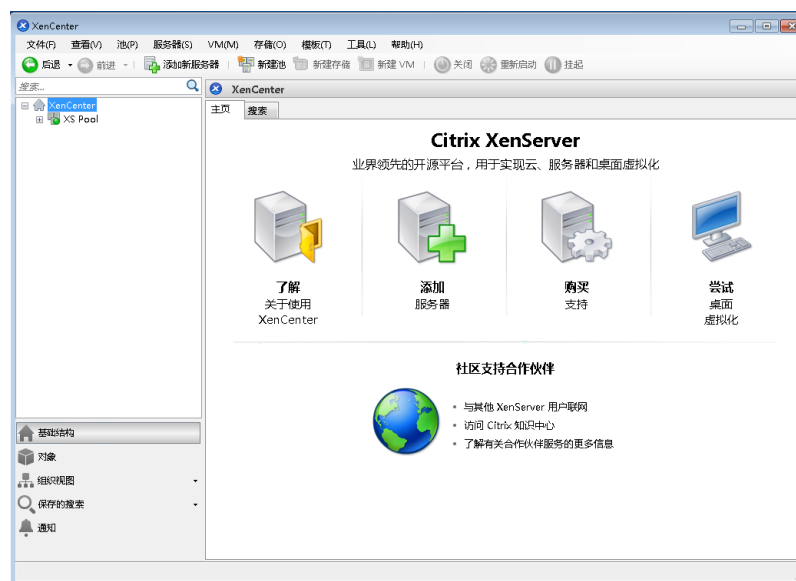 XenCenter
文件(F) 查看(V) 池(P) 服务器(S) VM(M) 存储(O) 模板(T) 工具(L) 帮助(H)
后退 前进 添加新服务器 新建池 新建存储 新建 VM 关闭 重新启动 挂起
搜索...
XenCenter
XS Pool
XenCenter
主页 搜索
Citrix XenServer
业界领先的开源平台，用于实现云、服务器和桌面虚拟化
了解
关于使用
XenCenter
添加
服务器
购买
支持
尝试
桌面
虚拟化
社区支持合作伙伴
• 与其他 XenServer 用户联网
• 访问 Citrix 知识中心
• 了解有关合作伙伴服务的更多信息
基础结构
对象
组织视图
保存的搜索
通知